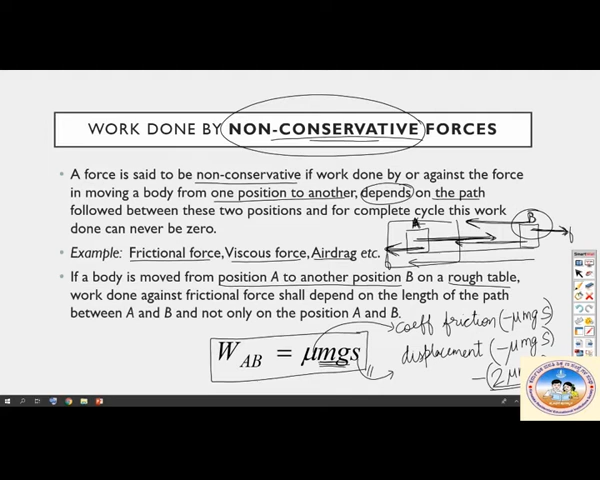 WORK DONE BY NON-CONSERVATIVE FORCES
• A force is said to be non-conservative if work done by or against the force
in moving a body from one position to another, depends on the path
followed between these two positions and for complete cycle this work
done can never be zero.
A
B
• Example: Frictional force, Viscous force, Airdrag etc.
• If a body is moved from position A to another position B on a rough table,
work done against frictional force shall depend on the length of the path
between A and B and not only on the position A and B.
coeff friction (-μmg S)
W_AB = μmgs
displacement (-μmg S)
- (2μ